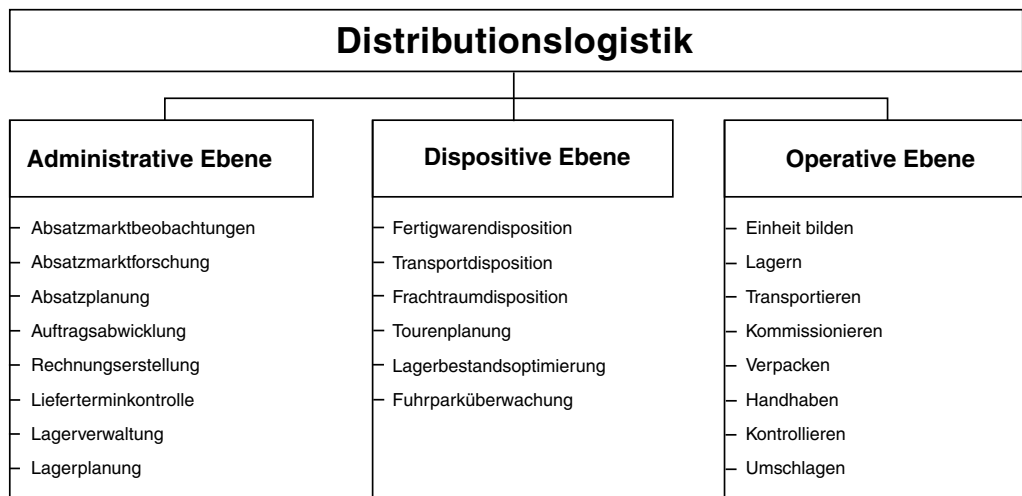 Distributionslogistik
Administrative Ebene
Absatzmarktbeobachtungen
Absatzmarktforschung
Absatzplanung
Auftragsabwicklung
Rechnungserstellung
Lieferterminkontrolle
Lagerverwaltung
Lagerplanung
Dispositive Ebene
Fertigwarendisposition
Transportdisposition
Frachtraumdisposition
Tourenplanung
Lagerbestandsoptimierung
Fuhrparküberwachung
Operative Ebene
Einheit bilden
Lagern
Transportieren
Kommissionieren
Verpacken
Handhaben
Kontrollieren
Umschlagen